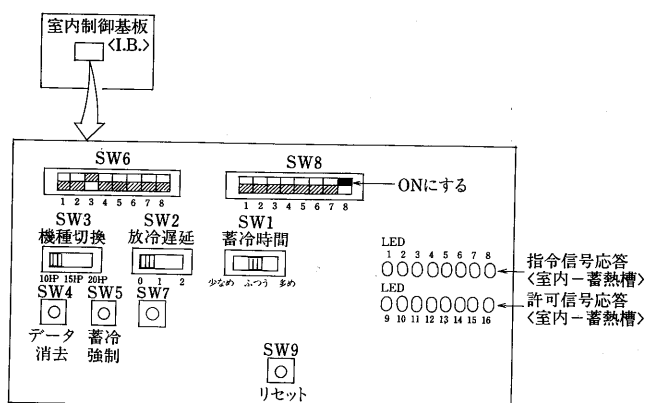 室内制御基板
〈I.B.〉
SW6
1 2 3 4 5 6 7 8
SW8
1 2 3 4 5 6 7 8
ONにする
SW3
機種切換
10HP 15HP 20HP
SW2
放冷遅延
0 1 2
SW1
蓄冷時間
少なめ ふつう 多め
LED
1 2 3 4 5 6 7 8
指令信号応答
〈室内－蓄熱槽〉
LED
9 10 11 12 13 14 15 16
許可信号応答
〈室内－蓄熱槽〉
SW4
データ
消去
SW5
蓄冷
強制
SW7
SW9
リセット